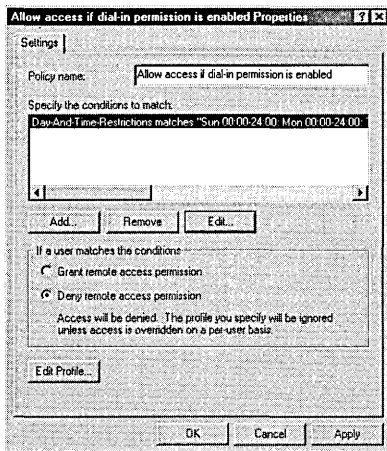 Allow access if dial-in permission is enabled Properties
Settings
Policy name: Allow access if dial-in permission is enabled
Specify the conditions to match:
Day-And-Time-Restrictions matches "Sun 00:00-24:00; Mon 00:00-24:00;
Add... Remove Edit...
If a user matches the conditions
Grant remote access permission
Deny remote access permission
Access will be denied. The profile you specify will be ignored
unless access is overridden on a per-user basis.
Edit Profile...
OK Cancel Apply